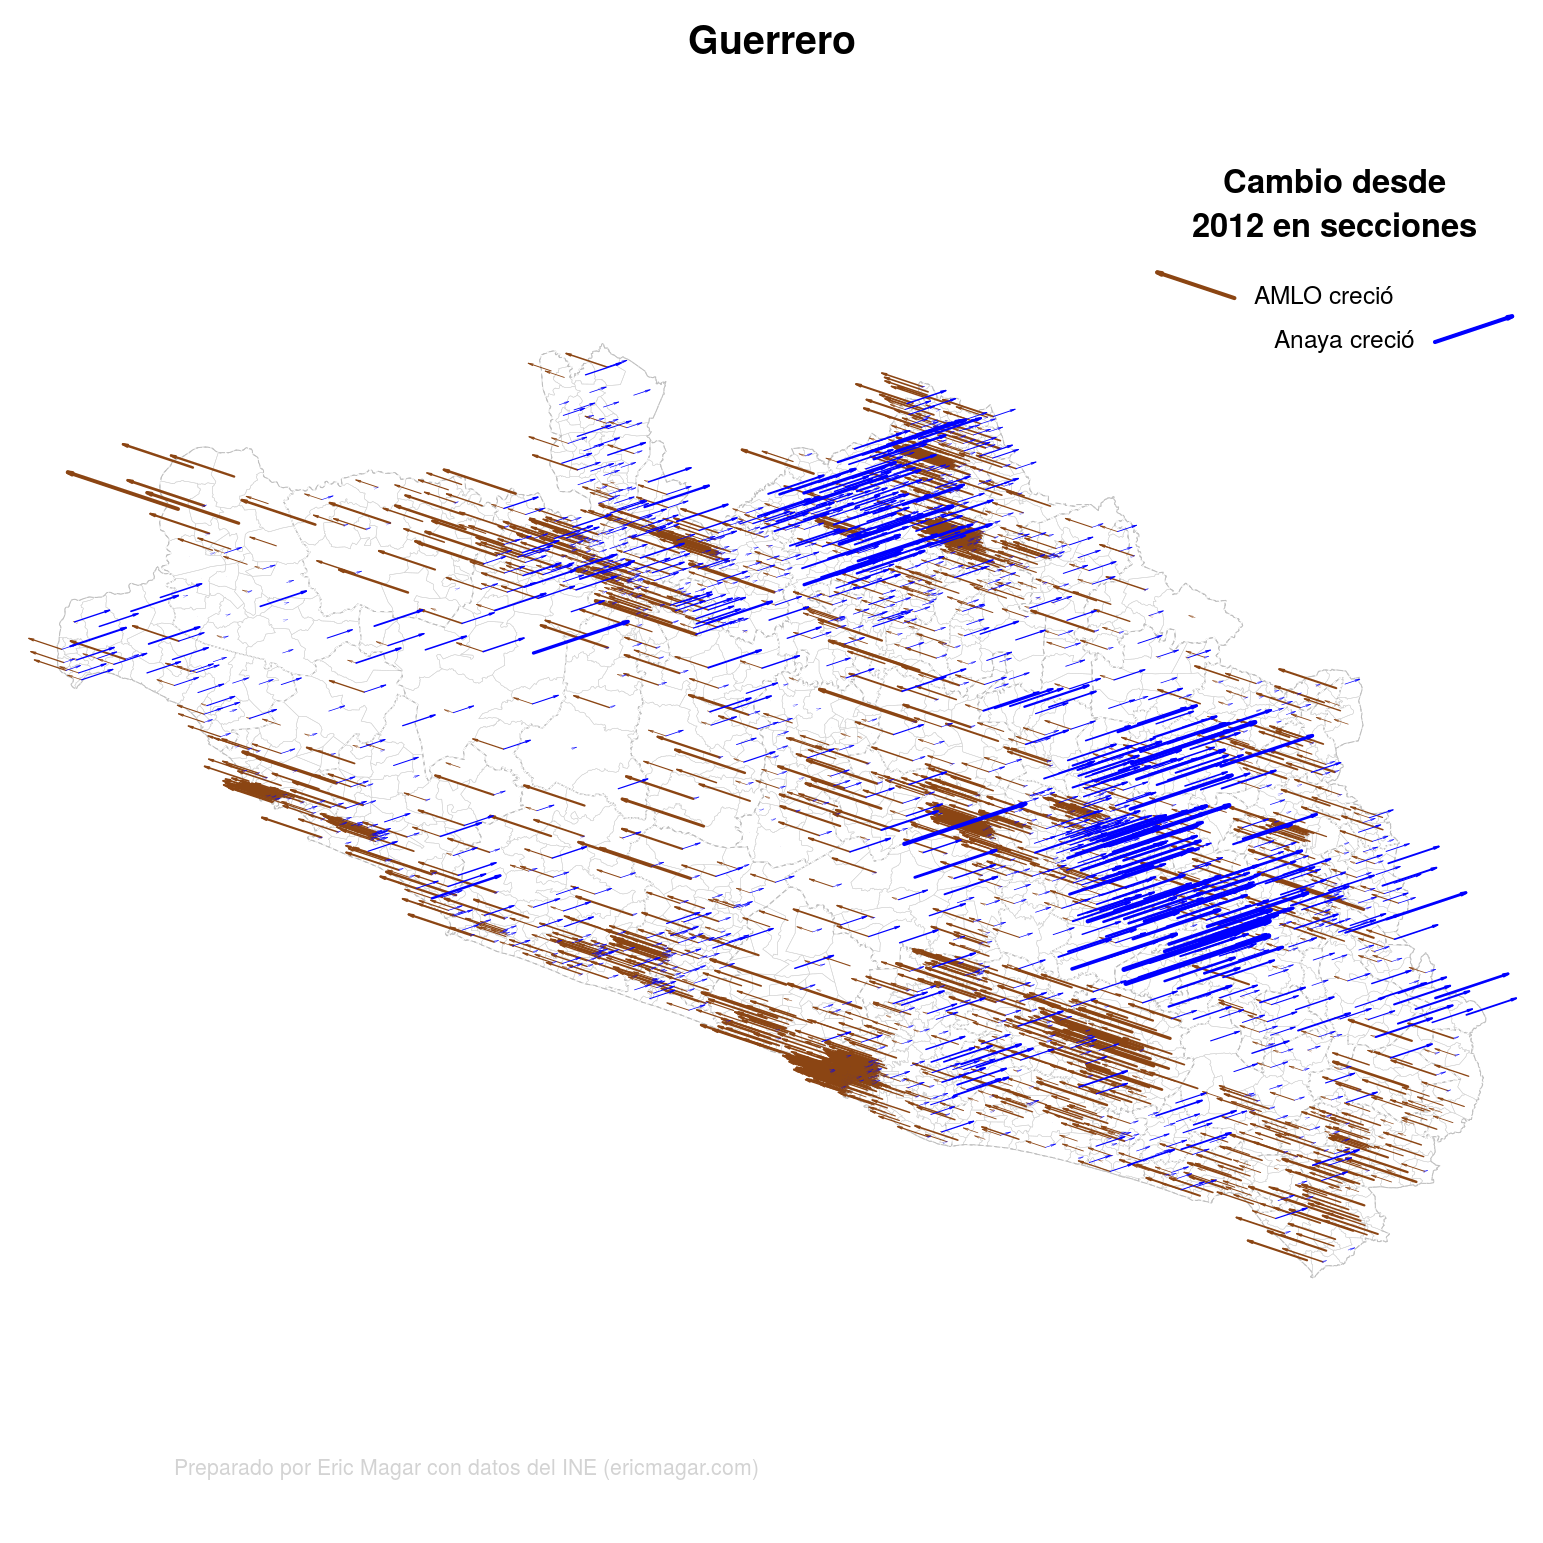 Guerrero
Cambio desde
2012 en secciones
AMLO creció
Anaya creció
Preparado por Eric Magar con datos del INE (ericmagar.com)